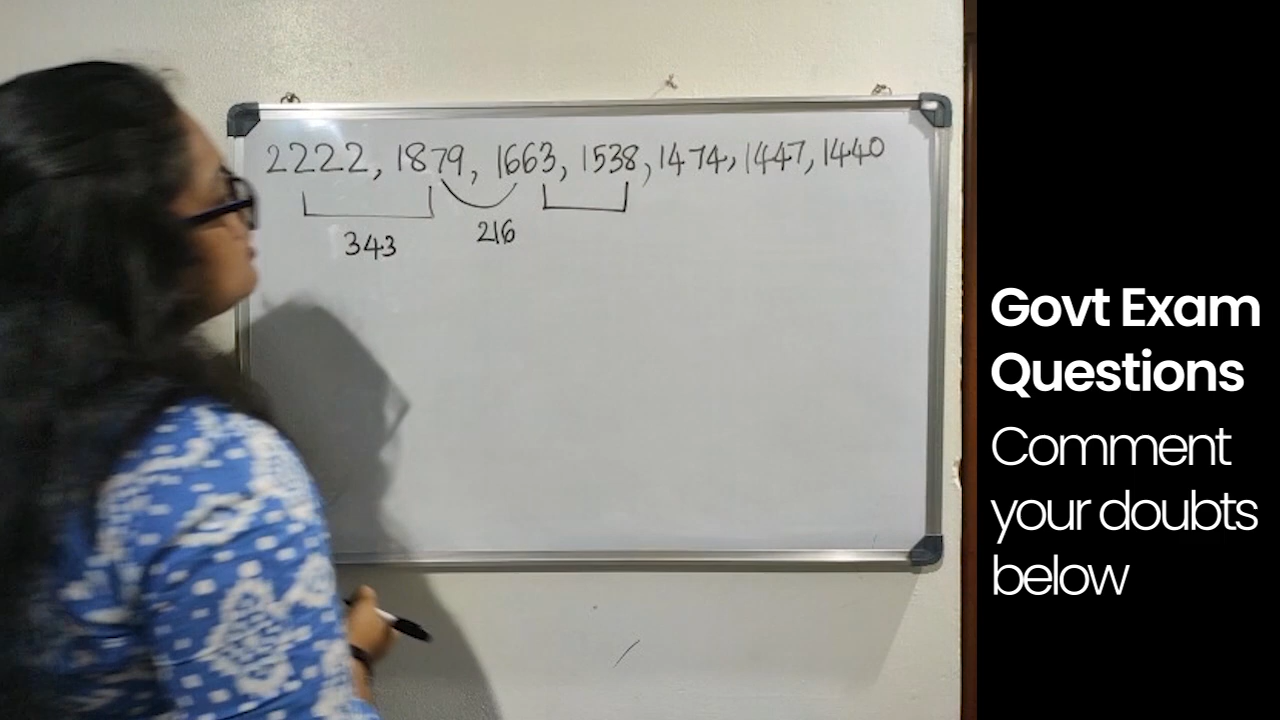 2222, 1879, 1663, 1538, 1474, 1447, 1440
343 216
Govt Exam
Questions
Comment
your doubts
below